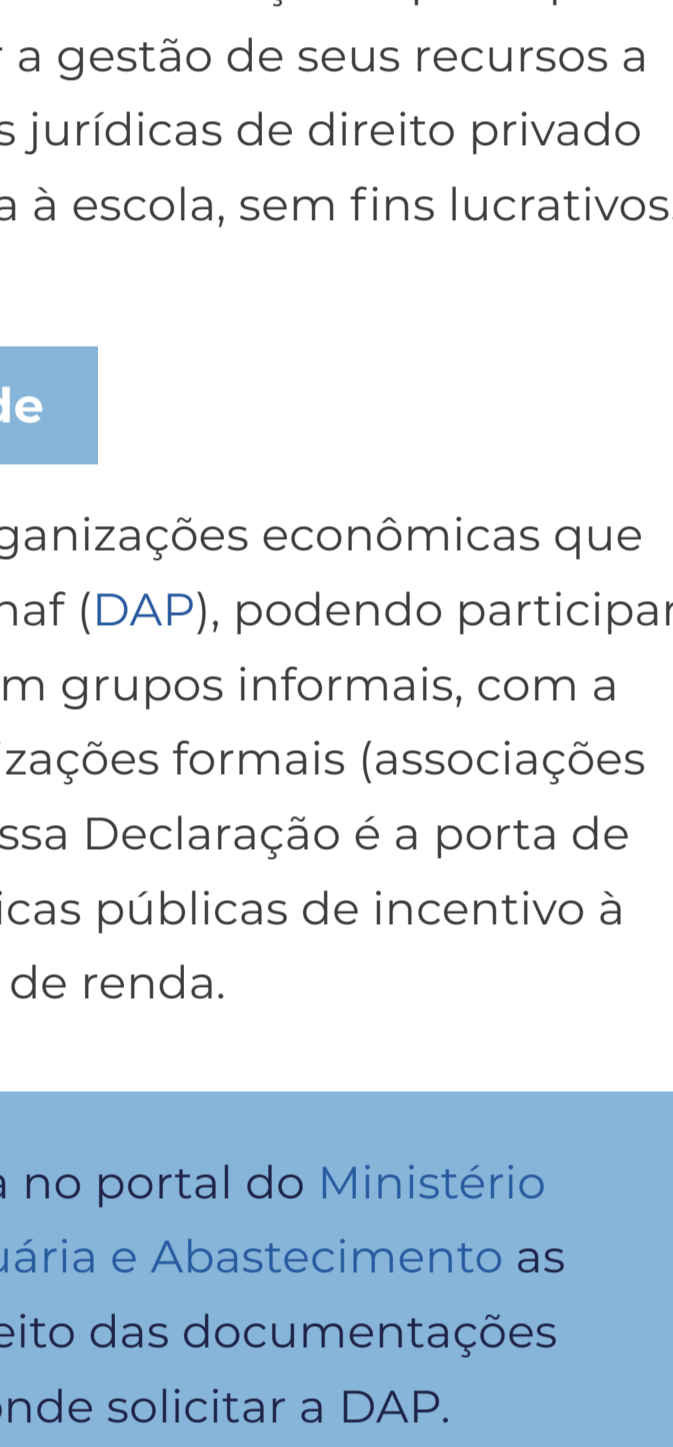 a gestão de seus recursos a
s jurídicas de direito privado
a à escola, sem fins lucrativos
de
ganizações econômicas que
naf (DAP), podendo participar
m grupos informais, com a
zações formais (associações
ssa Declaração é a porta de
icas públicas de incentivo à
de renda.
a no portal do Ministério
uária e Abastecimento as
eito das documentações
onde solicitar a DAP.